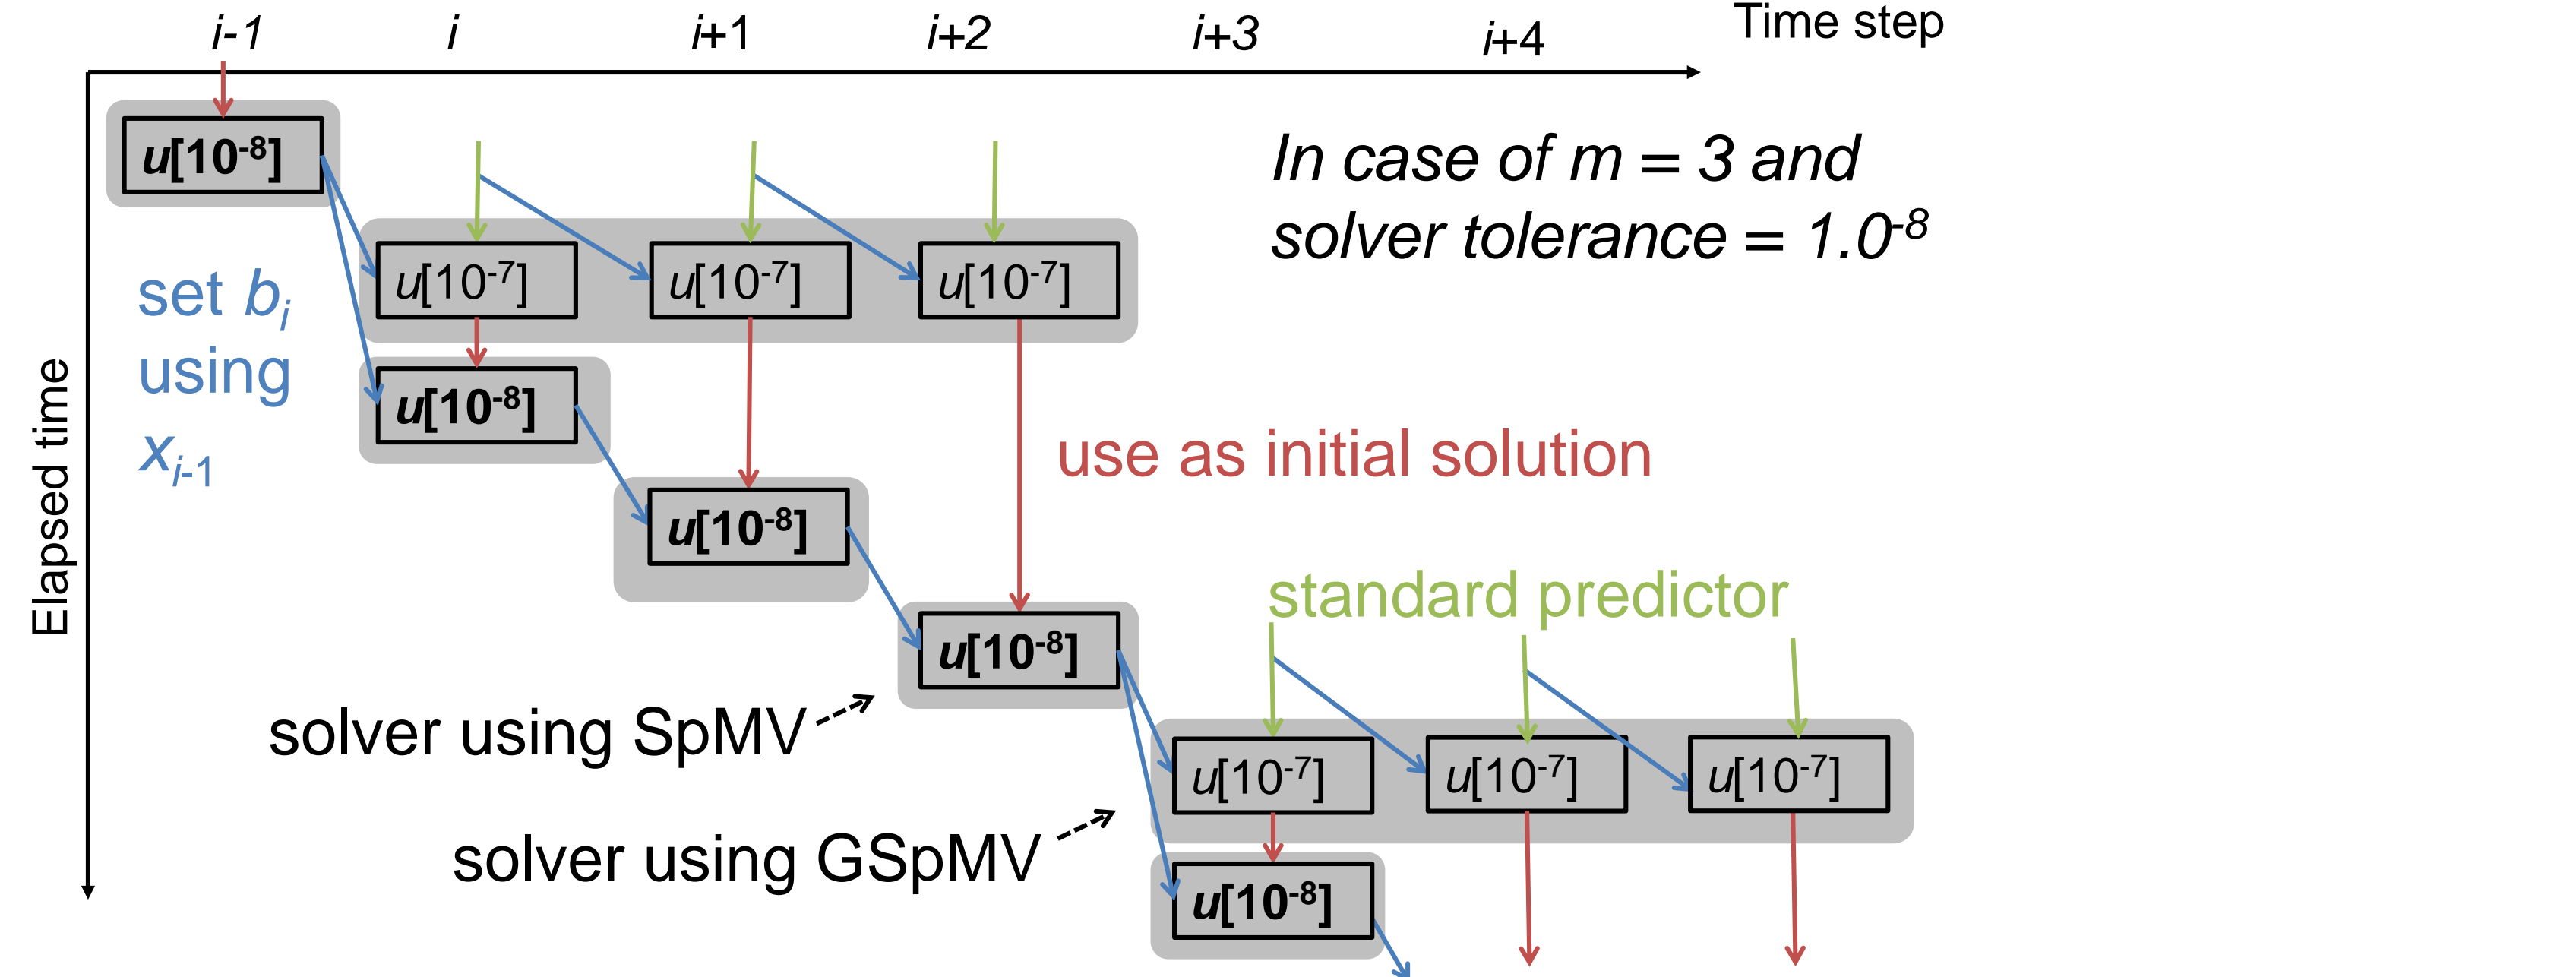 i-1 i i+1 i+2 i+3 i+4 Time step
u[10⁻⁸]
In case of m = 3 and
solver tolerance = 1.0⁻⁸
u[10⁻⁷] u[10⁻⁷] u[10⁻⁷]
set bᵢ
using
xᵢ₋₁
Elapsed time
u[10⁻⁸]
use as initial solution
u[10⁻⁸]
standard predictor
u[10⁻⁸]
solver using SpMV
u[10⁻⁷] u[10⁻⁷] u[10⁻⁷]
solver using GSpMV
u[10⁻⁸]